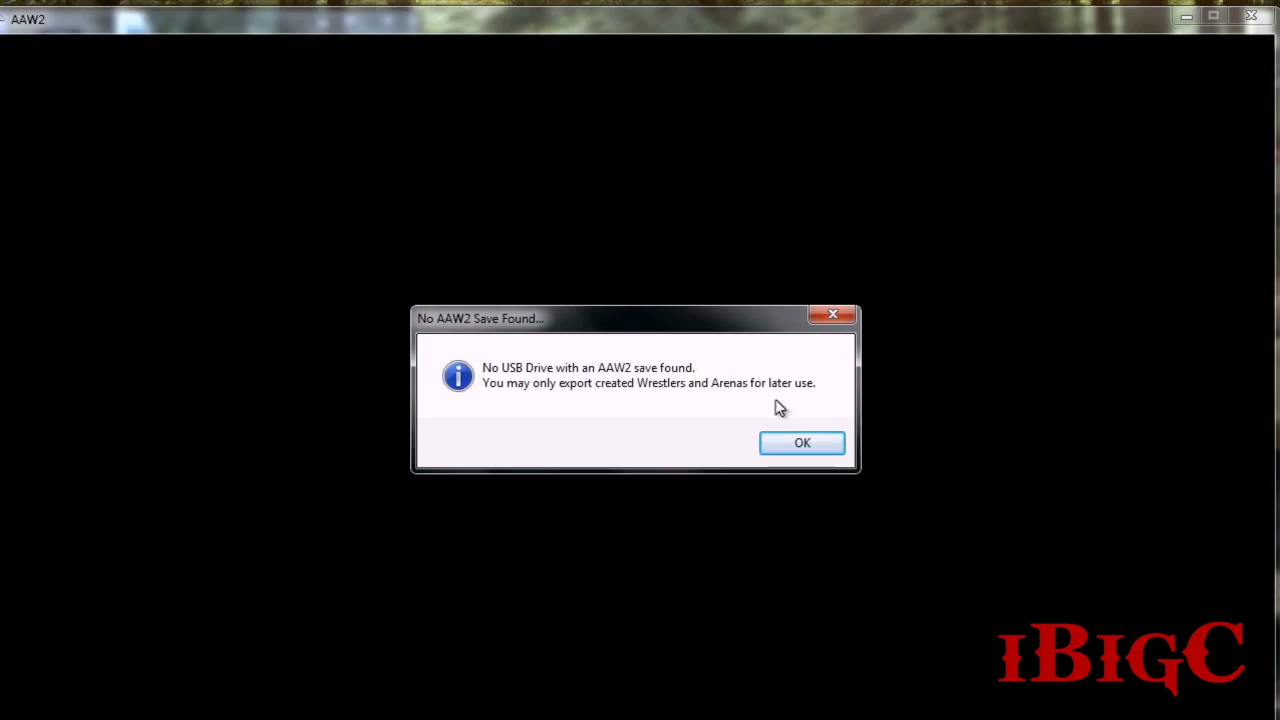 AAW2
No AAW2 Save Found...
No USB Drive with an AAW2 save found.
You may only export created Wrestlers and Arenas for later use.
OK
iBigC